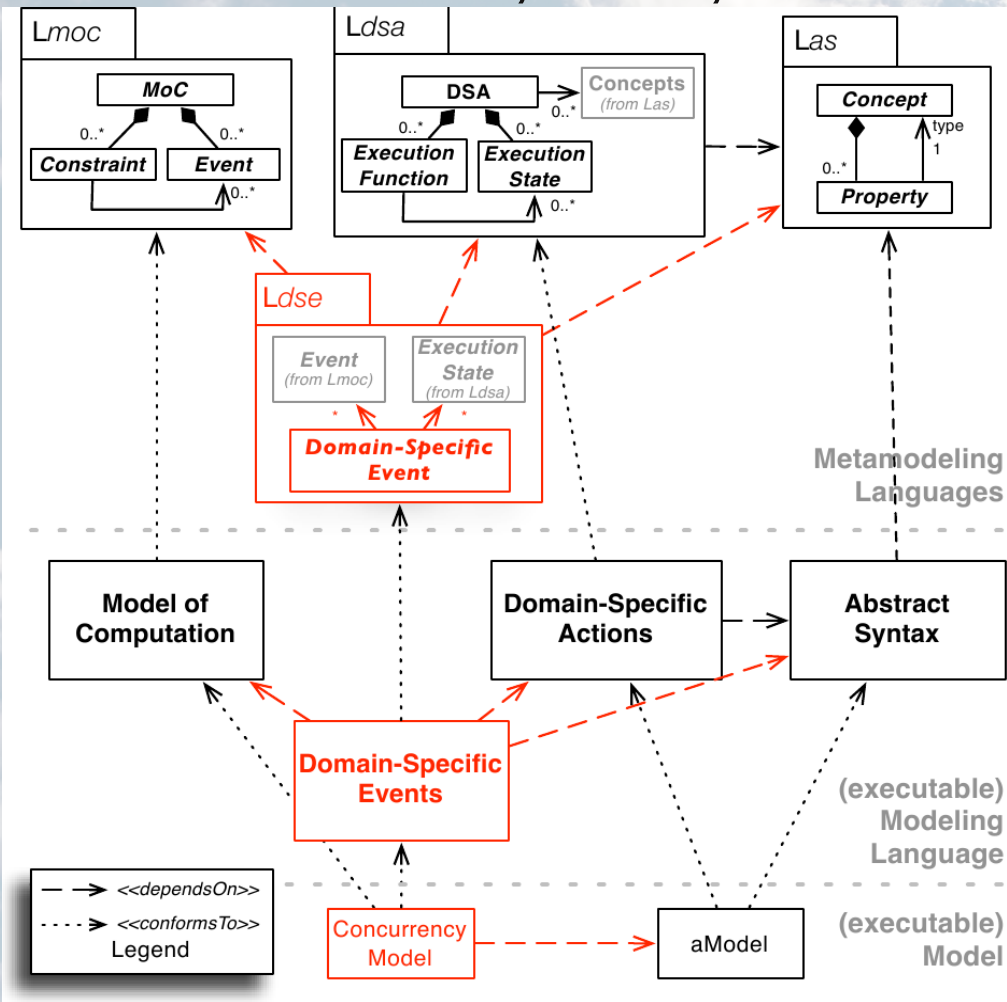 Lmoc
MoC
0..*
0..*
Constraint
Event
0..*
Ldsa
DSA
Concepts
(from Las)
0..*
0..*
0..*
Execution
Function
Execution
State
0..*
Las
Concept
type
1
0..*
Property
Ldse
Event
(from Lmoc)
Execution
State
(from Ldsa)
*
*
Domain-Specific
Event
Metamodeling
Languages
Model of
Computation
Domain-Specific
Actions
Abstract
Syntax
Domain-Specific
Events
(executable)
Modeling
Language
<<dependsOn>>
<<conformsTo>>
Legend
Concurrency
Model
aModel
(executable)
Model